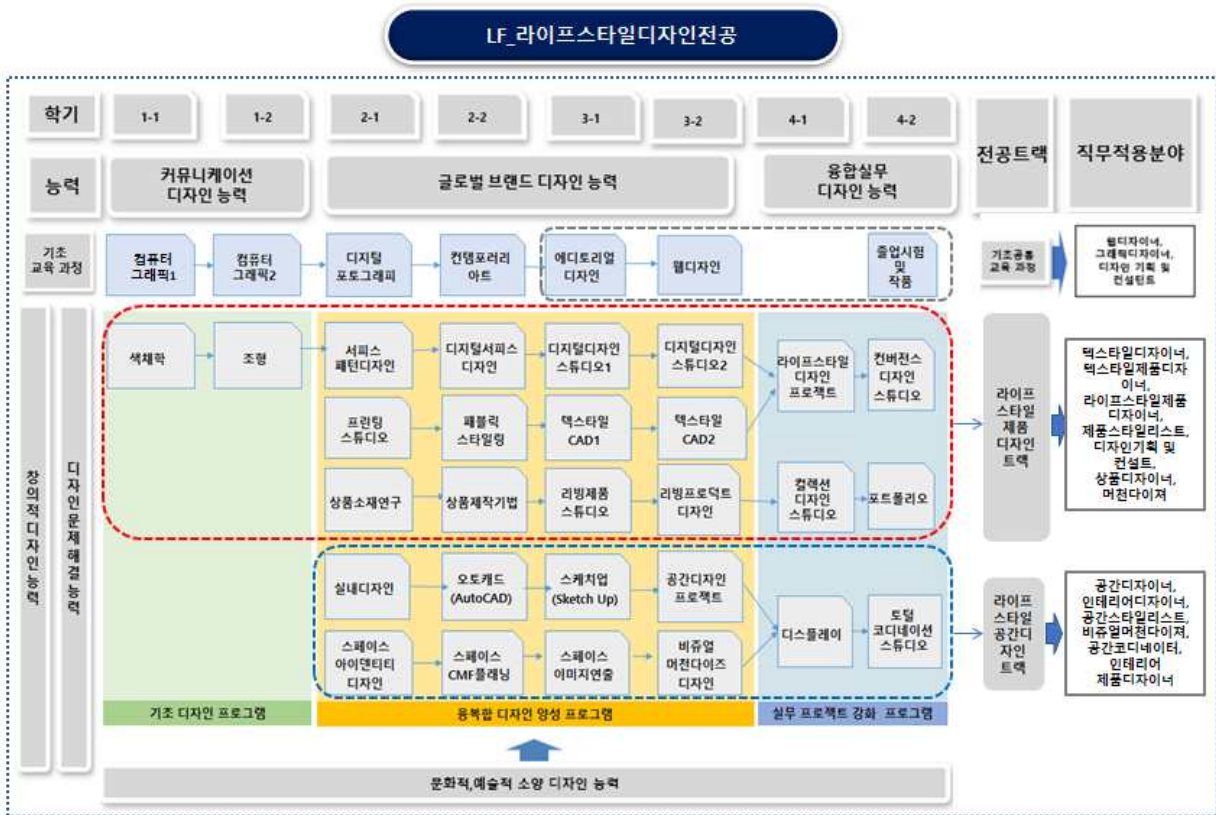 LF_라이프스타일디자인전공
학기
1-1
1-2
2-1
2-2
3-1
3-2
4-1
4-2
전공트랙
직무적용분야
능력
커뮤니케이션
디자인 능력
글로벌 브랜드 디자인 능력
융합실무
디자인 능력
기초
교육 과정
컴퓨터
그래픽1
컴퓨터
그래픽2
디지털
포토그래피
컨템포러리
아트
에디토리얼
디자인
웹디자인
졸업시험
및
작품
기초공통
교육 과정
웹디자이너,
그래픽디자이너,
디자인 기획 및
컨설턴트
창의적디자인능력
디자인문제해결능력
색채학
조형
서피스
패턴디자인
디지털서피스
디자인
디지털디자인
스튜디오1
디지털디자인
스튜디오2
라이프스타일
디자인
프로젝트
컨버전스
디자인
스튜디오
프린팅
스튜디오
패블릭
스타일링
텍스타일
CAD1
텍스타일
CAD2
상품소재연구
상품제작기법
리빙제품
스튜디오
리빙프로덕트
디자인
컬렉션
디자인
스튜디오
포트폴리오
라이프
스타일
제품
디자인
트랙
텍스타일디자이너,
텍스타일제품디자
이너,
라이프스타일제품
디자이너,
제품스타일리스트,
디자인기획 및
컨설트,
상품디자이너,
머천다이져
실내디자인
오토캐드
(AutoCAD)
스케치업
(Sketch Up)
공간디자인
프로젝트
디스플레이
토털
코디네이션
스튜디오
스페이스
아이덴티티
디자인
스페이스
CMF플래닝
스페이스
이미지연출
비쥬얼
머천다이즈
디자인
라이프
스타일
공간디
자인
트랙
공간디자이너,
인테리어디자이너,
공간스타일리스트,
비쥬얼머천다이져,
공간코디네이터,
인테리어
제품디자이너
기초 디자인 프로그램
융복합 디자인 양성 프로그램
실무 프로젝트 강화 프로그램
문화적,예술적 소양 디자인 능력